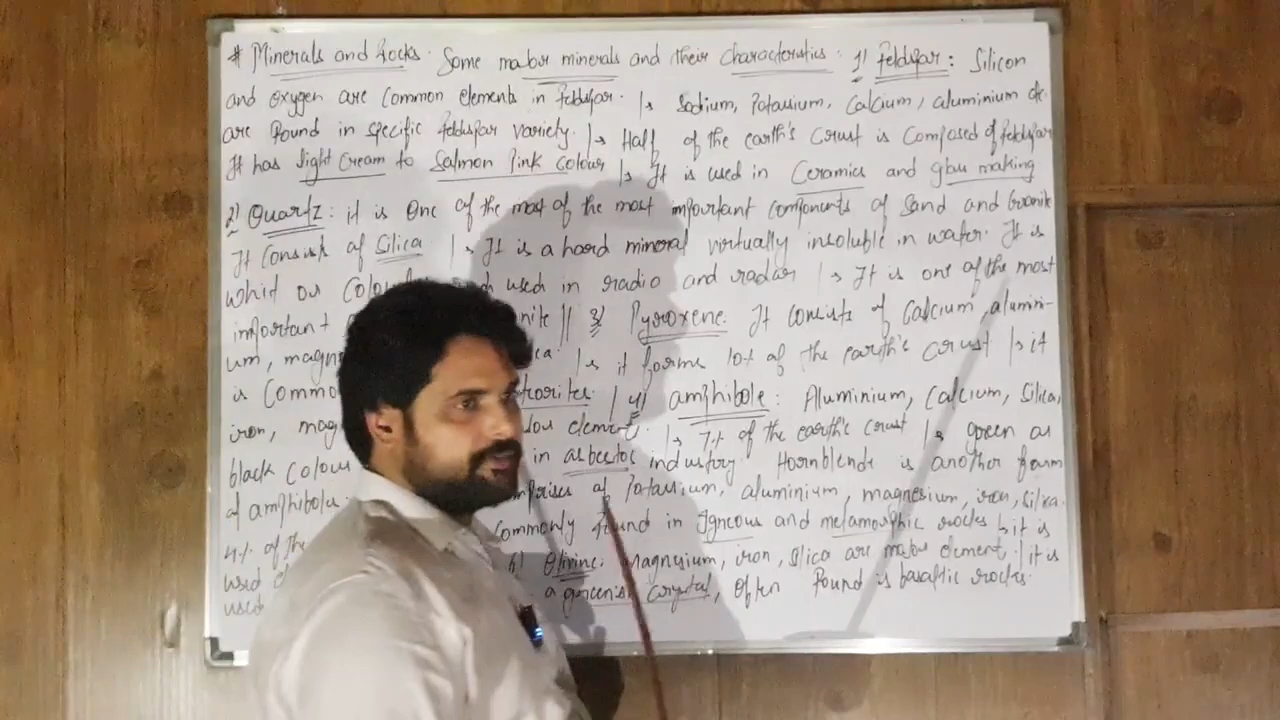 # Minerals and Rocks. Some major minerals and their characteristics: 1) Feldspar: Silicon
and oxygen are common elements in feldspar. |→ Sodium, Potassium, Calcium, aluminium etc.
are found in specific feldspar variety. |→ Half of the earth's crust is composed of feldspar
It has light cream to Salmon pink colour |→ It is used in Ceramics and glass making
2) Quartz: it is one of the most of the most important components of Sand and Granite
It consists of Silica |→ It is a hard mineral virtually insoluble in water. It is
used in radio and radar |→ It is one of the most
important || 3) Pyroxene. It consists of Calcium, alumini-
um, |→ it forms 10% of the earth's crust |→ it
is | 4) amphibole: Aluminium, Calcium, Silica,
iron, element. |→ 7% of the earth's crust |→ green or
black colour in asbestos industry. Hornblende is another form
of amphiboles. of Potassium, aluminium, magnesium, iron, silica.
4% of the commonly found in Igneous and metamorphic rocks |→ it is
used Olivine: Magnesium, iron, Silica are major element. | it is
used a greenish crystal, often found is basaltic rocks.